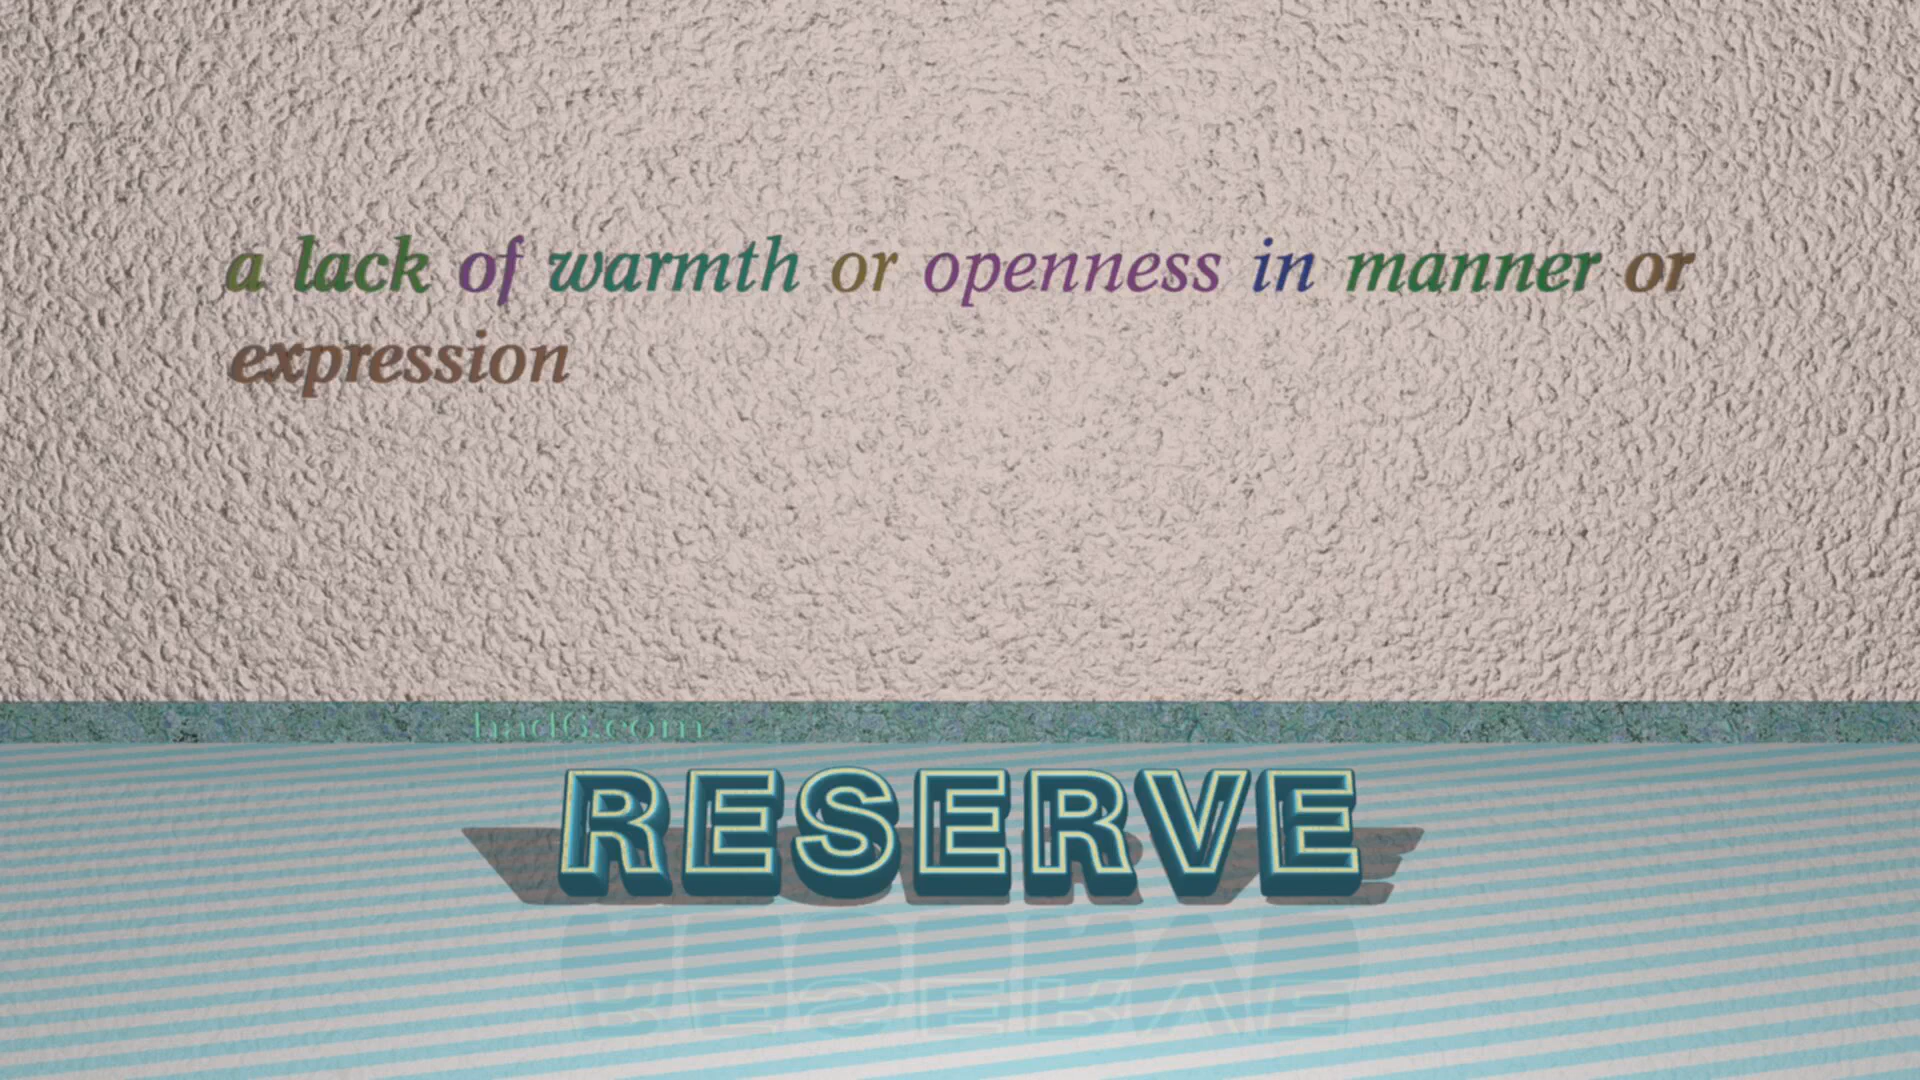 a lack of warmth or openness in manner or
expression
RESERVE